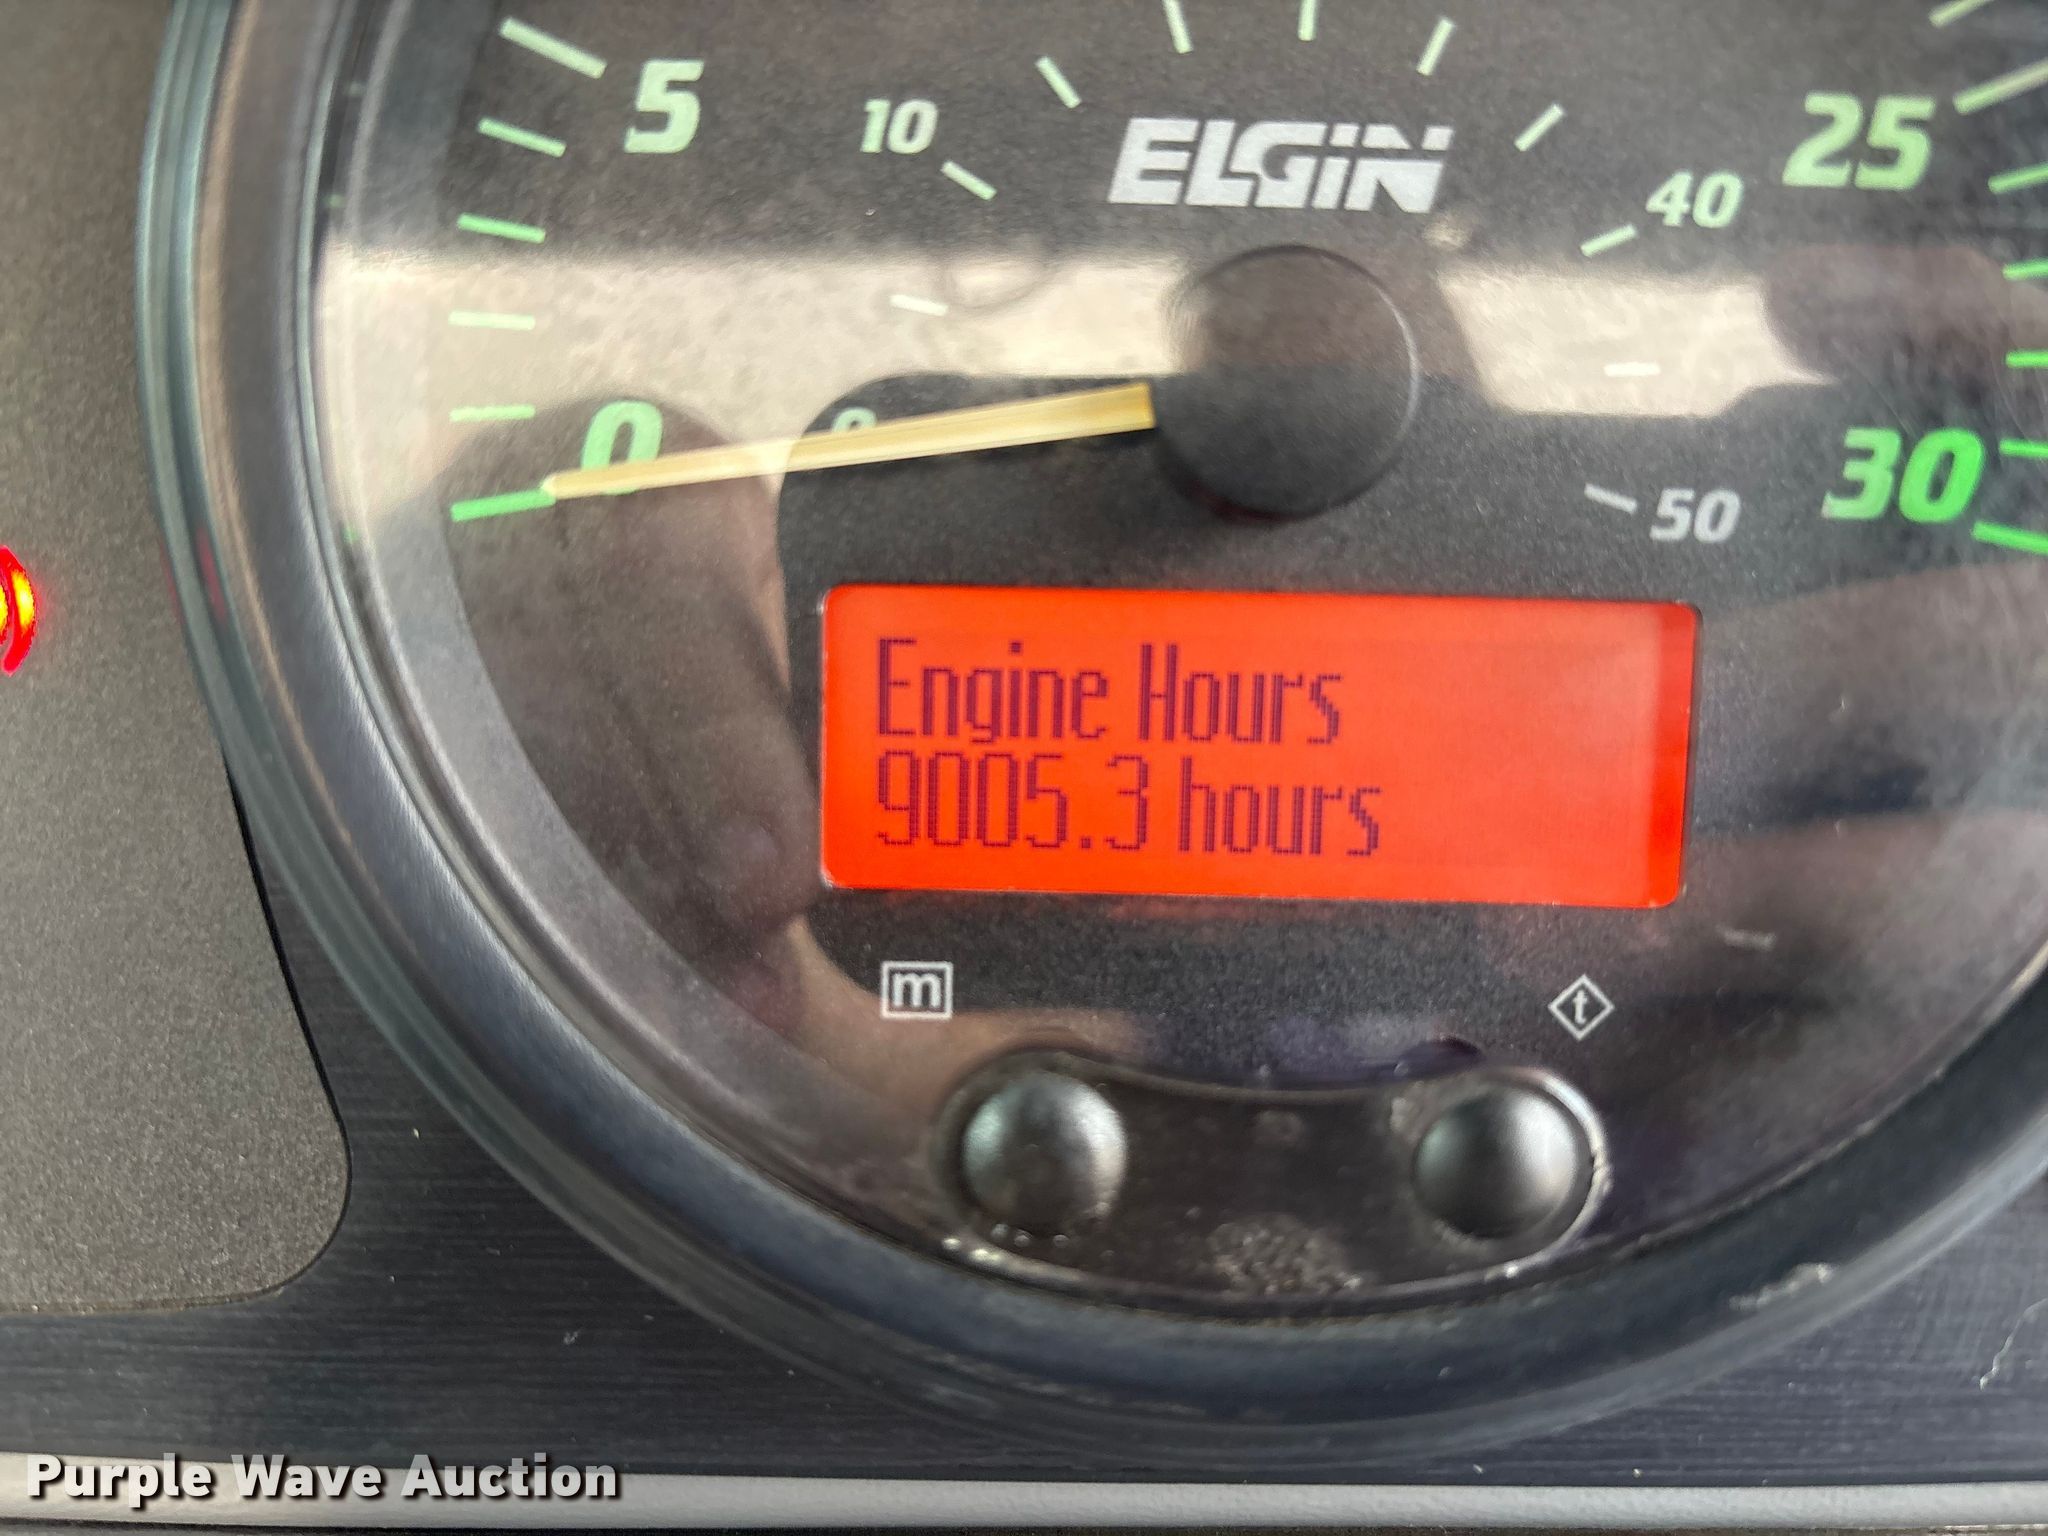 5
10
ELGIN
25
40
0
30
50
Engine Hours
9005.3 hours
m
t
Purple Wave Auction